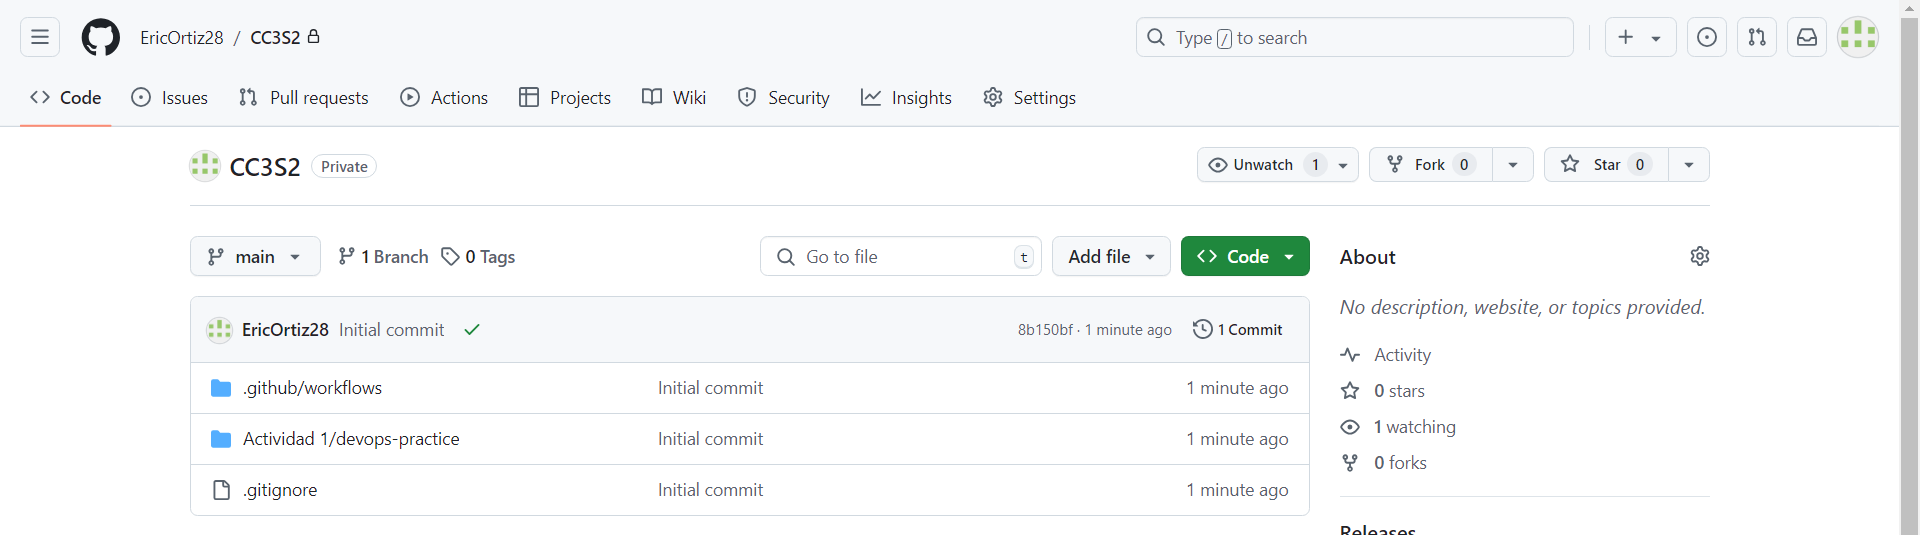 EricOrtiz28 / CC3S2
Type / to search
Code Issues Pull requests Actions Projects Wiki Security Insights Settings
CC3S2 Private
Unwatch 1 Fork 0 Star 0
main 1 Branch 0 Tags Go to file t Add file Code
About
No description, website, or topics provided.
EricOrtiz28 Initial commit 8b150bf · 1 minute ago 1 Commit
.github/workflows Initial commit 1 minute ago
Actividad 1/devops-practice Initial commit 1 minute ago
.gitignore Initial commit 1 minute ago
Activity
0 stars
1 watching
0 forks
Releases